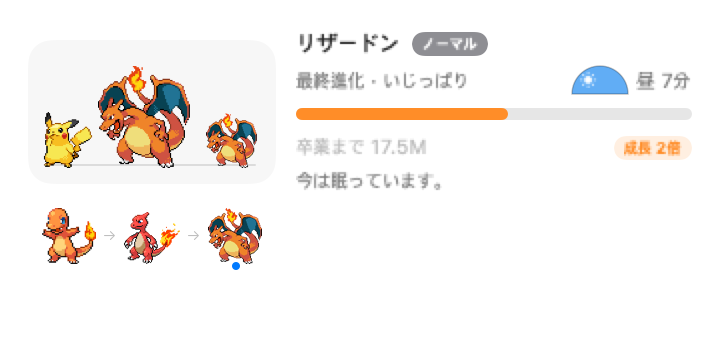 リザードン ノーマル
最終進化・いじっぱり 昼 7分
卒業まで 17.5M 成長 2倍
今は眠っています。